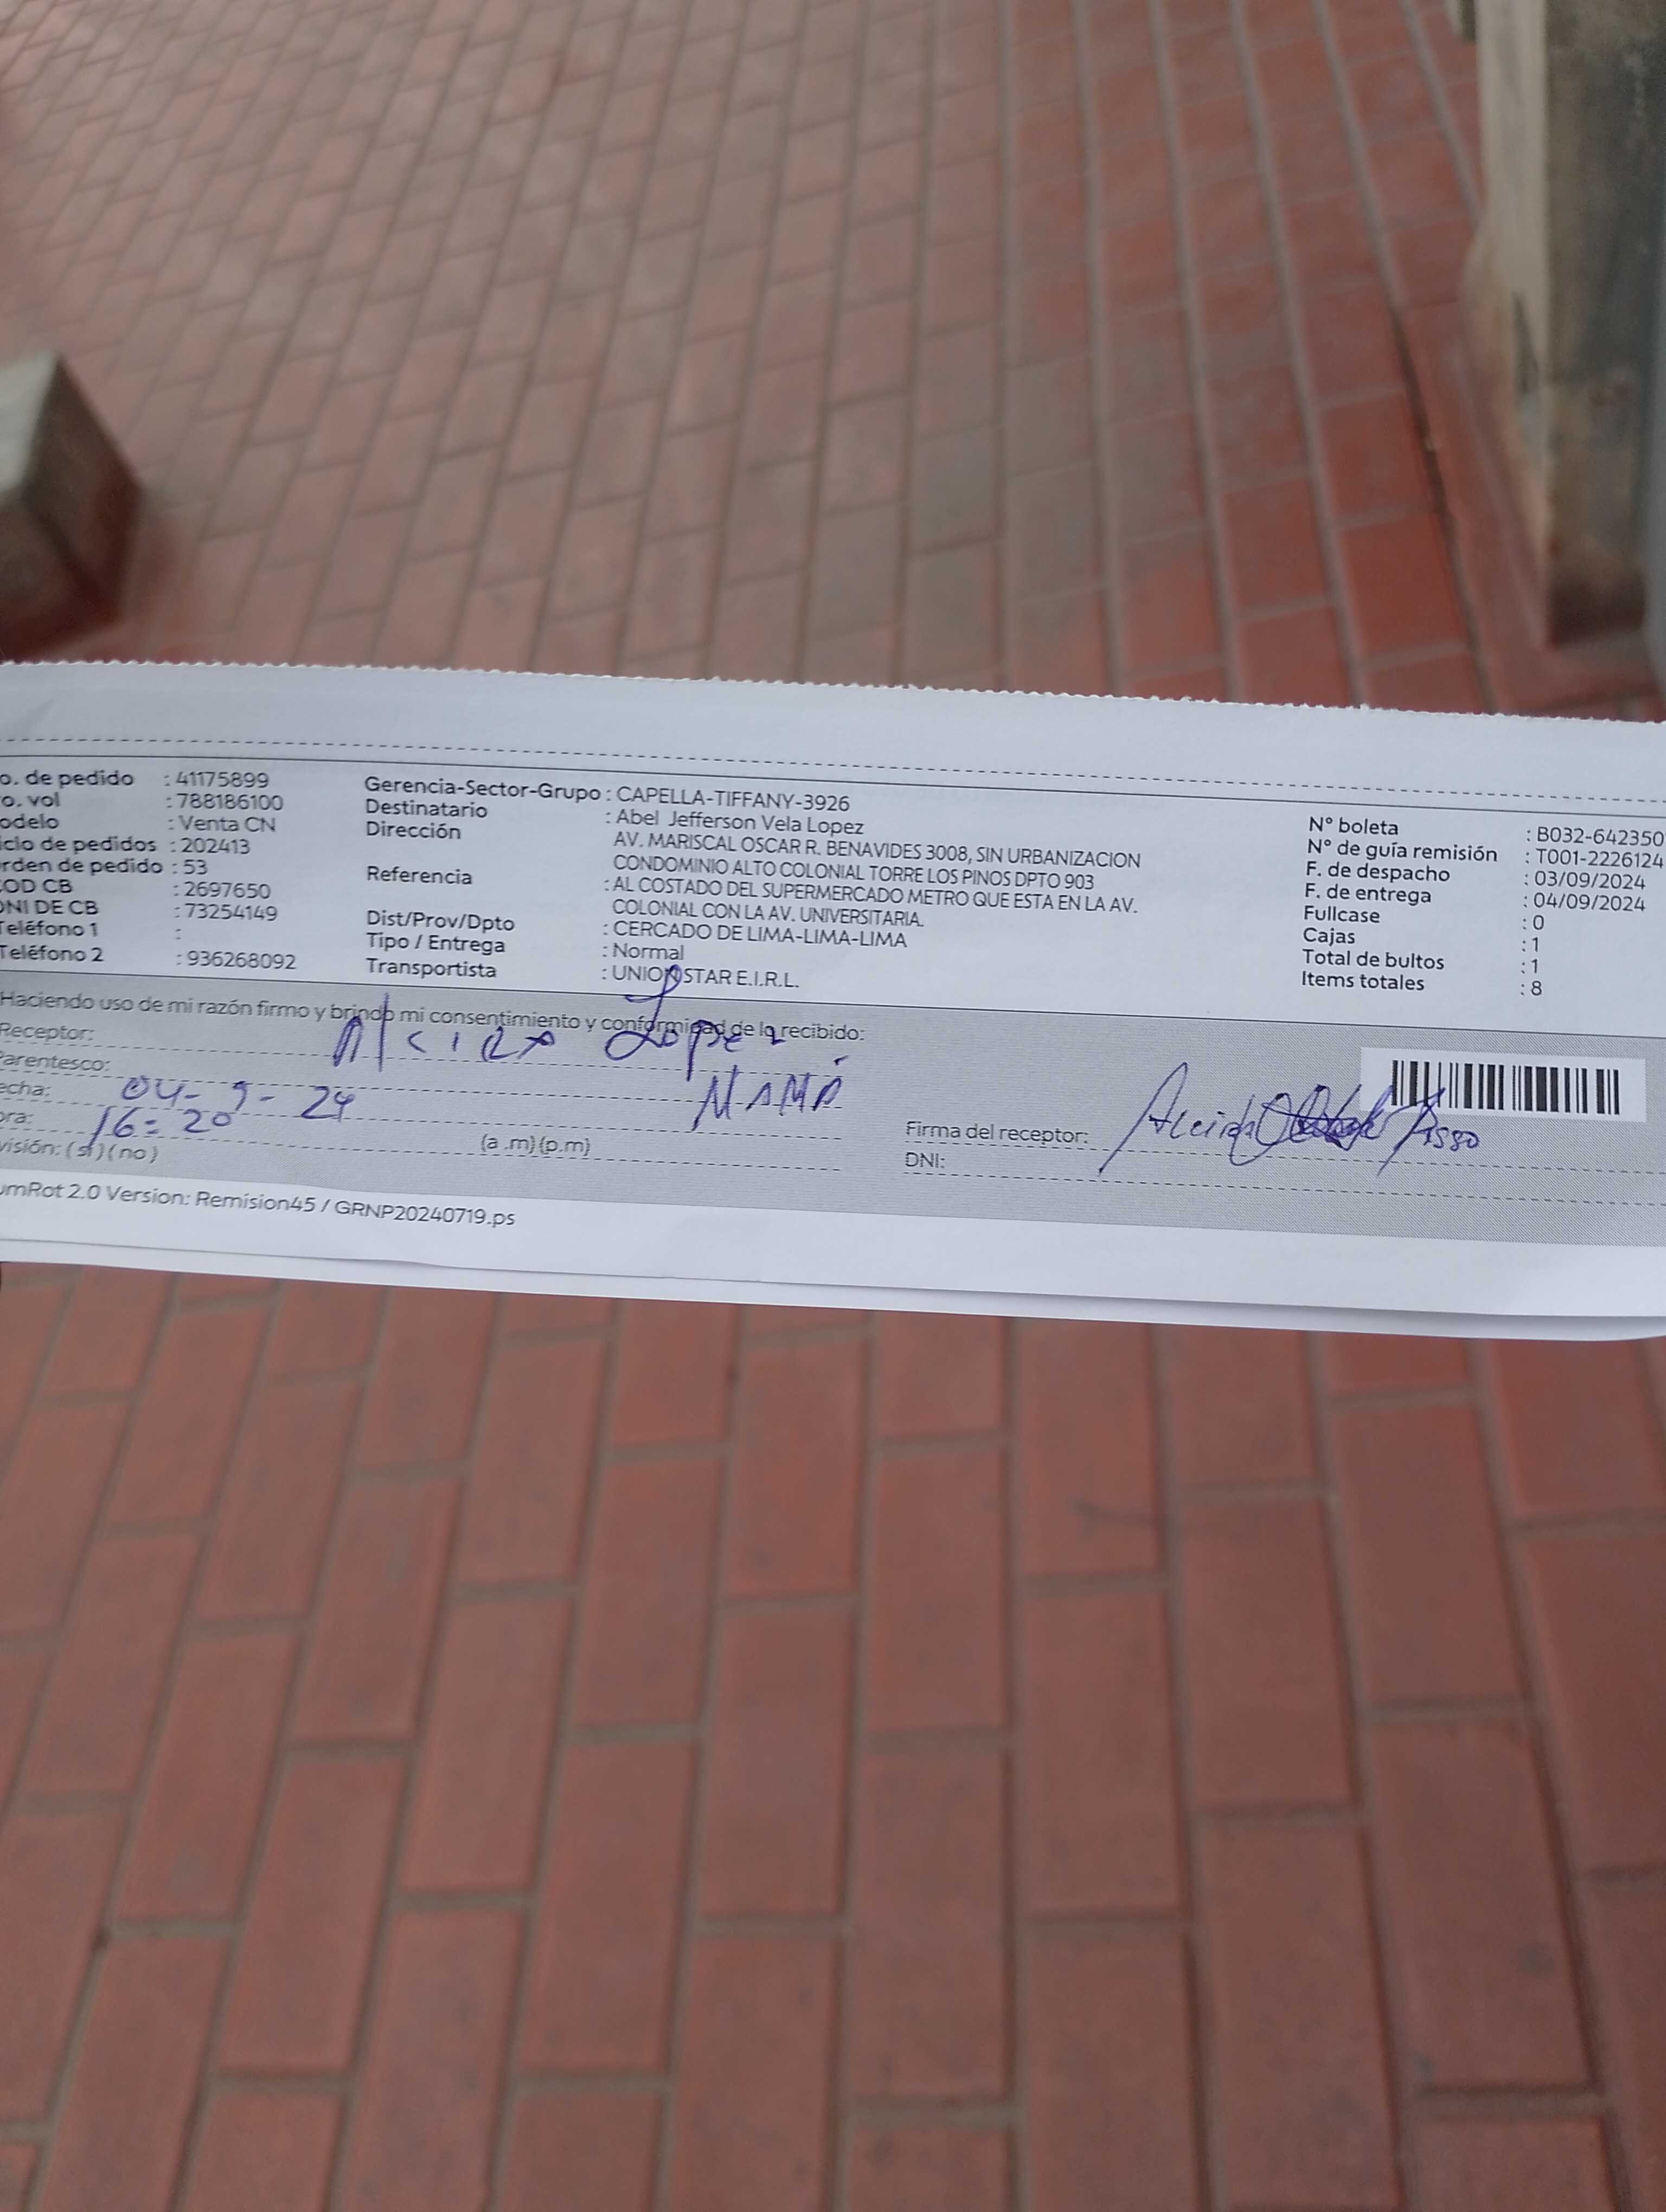 o. de pedido : 41175899
o. vol : 788186100
odelo : Venta CN
iclo de pedidos : 202413
rden de pedido : 53
COD CB : 2697650
DNI DE CB : 73254149
Teléfono 1 :
Teléfono 2 : 936268092
Gerencia-Sector-Grupo : CAPELLA-TIFFANY-3926
Destinatario : Abel Jefferson Vela Lopez
Dirección AV. MARISCAL OSCAR R. BENAVIDES 3008, SIN URBANIZACION
CONDOMINIO ALTO COLONIAL TORRE LOS PINOS DPTO 903
Referencia : AL COSTADO DEL SUPERMERCADO METRO QUE ESTA EN LA AV.
COLONIAL CON LA AV. UNIVERSITARIA.
Dist/Prov/Dpto : CERCADO DE LIMA-LIMA-LIMA
Tipo / Entrega : Normal
Transportista : UNION STAR E.I.R.L.
N° boleta : B032-642350
N° de guía remisión : T001-2226124
F. de despacho : 03/09/2024
F. de entrega : 04/09/2024
Fullcase : 0
Cajas : 1
Total de bultos : 1
Items totales : 8
Haciendo uso de mi razón firmo y brindo mi consentimiento y conformidad de lo recibido:
Receptor: Alcira Lopez
Parentesco: MAMÁ
echa: 04-9-24
ora: 16:20 (a .m) (p.m)
visión: (si) (no)
Firma del receptor:
DNI:
umRot 2.0 Version: Remision45 / GRNP20240719.ps